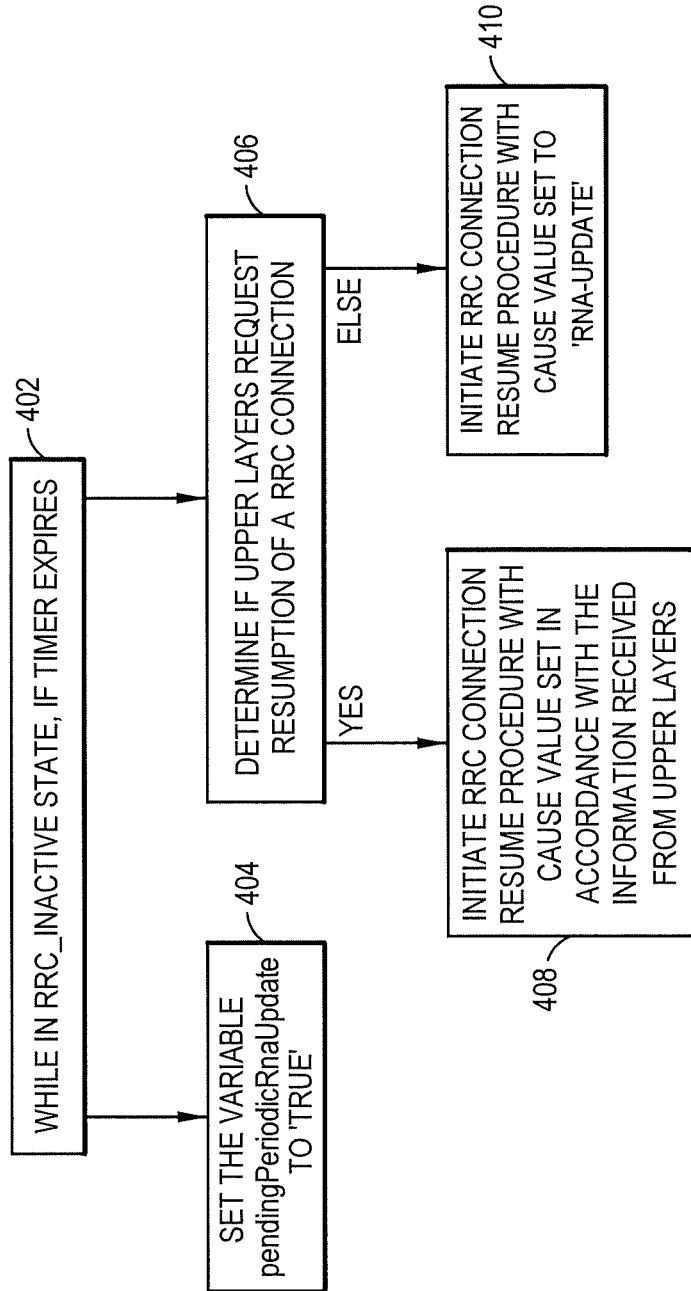 WHILE IN RRC_INACTIVE STATE, IF TIMER EXPIRES
402
SET THE VARIABLE
pendingPeriodicRnaUpdate
TO 'TRUE'
404
DETERMINE IF UPPER LAYERS REQUEST
RESUMPTION OF A RRC CONNECTION
406
YES
ELSE
INITIATE RRC CONNECTION
RESUME PROCEDURE WITH
CAUSE VALUE SET IN
ACCORDANCE WITH THE
INFORMATION RECEIVED
FROM UPPER LAYERS
408
INITIATE RRC CONNECTION
RESUME PROCEDURE WITH
CAUSE VALUE SET TO
'RNA-UPDATE'
410